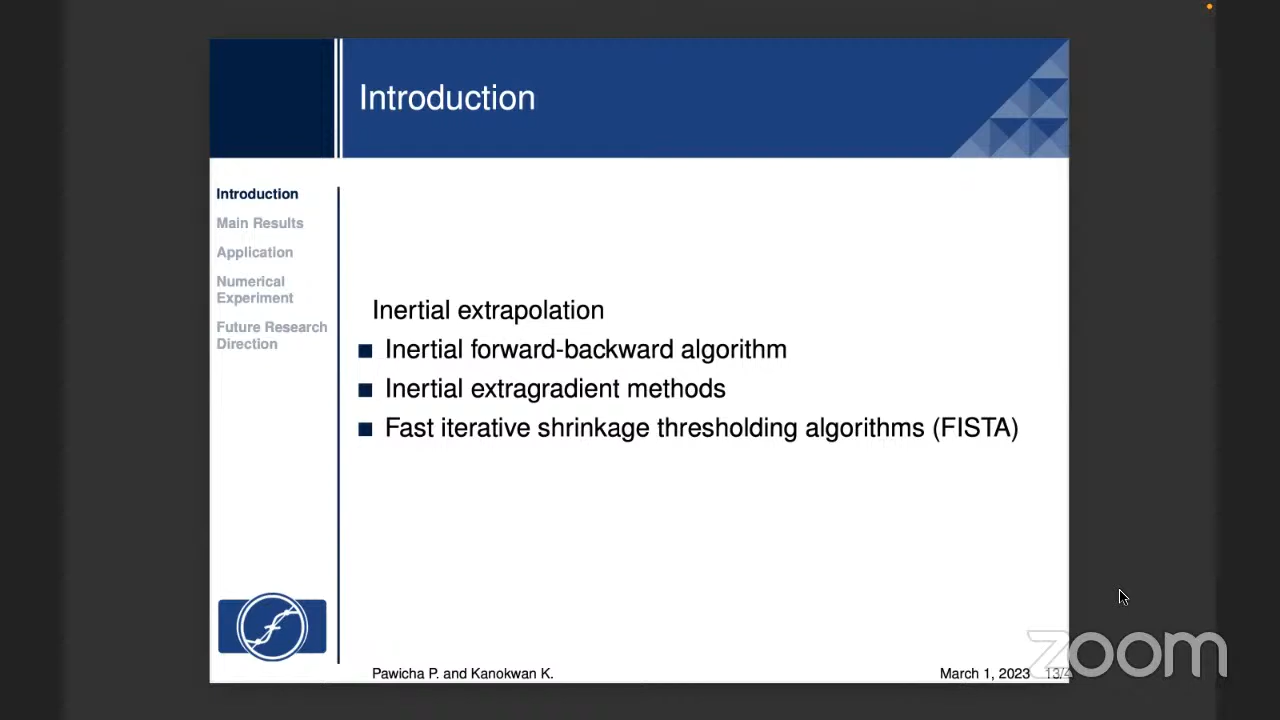 Introduction
Introduction
Main Results
Application
Numerical
Experiment
Future Research
Direction
Inertial extrapolation
Inertial forward-backward algorithm
Inertial extragradient methods
Fast iterative shrinkage thresholding algorithms (FISTA)
Pawicha P. and Kanokwan K.
March 1, 2023
zoom